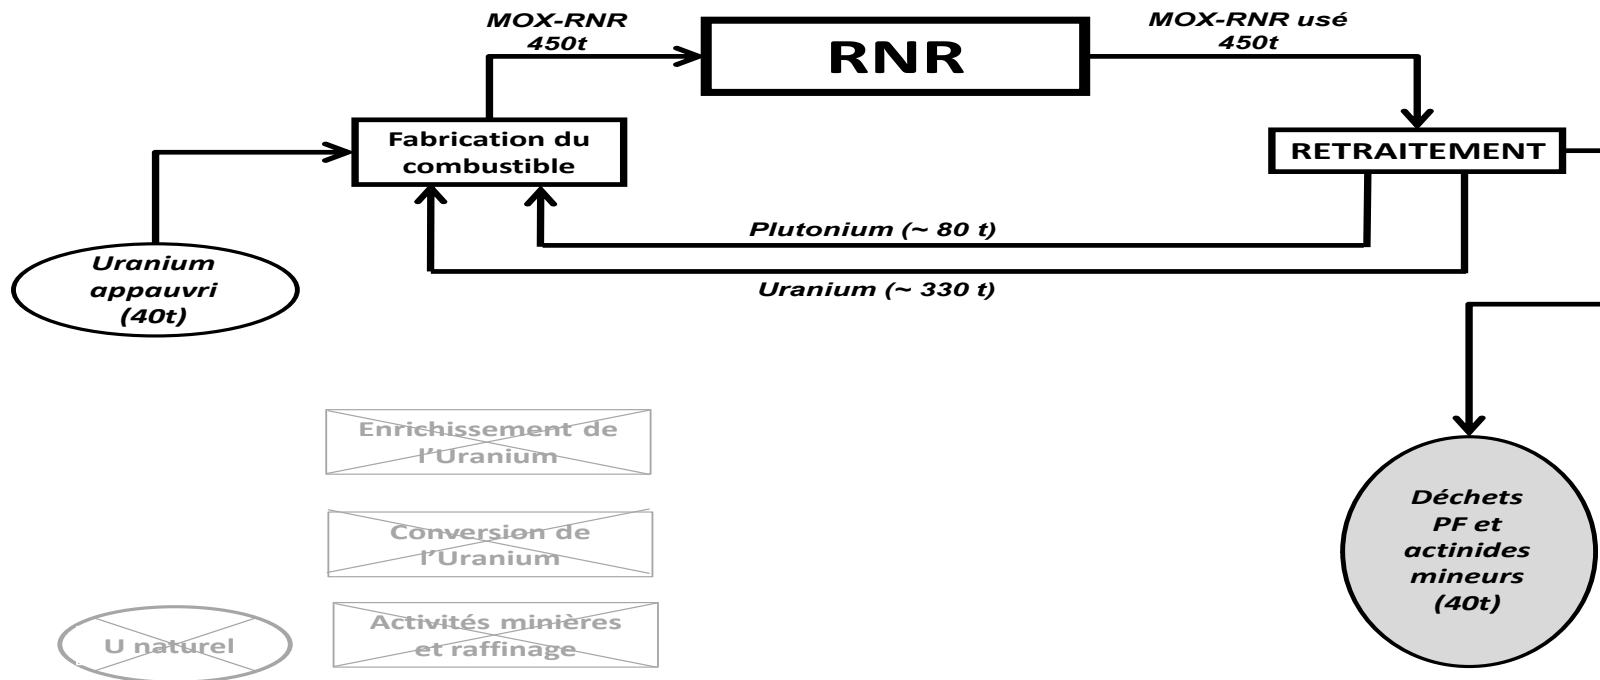 MOX-RNR
450t
RNR
MOX-RNR usé
450t
Fabrication du
combustible
RETRAITEMENT
Plutonium (~ 80 t)
Uranium
appauvri
(40t)
Uranium (~ 330 t)
Enrichissement de
l’Uranium
Conversion de
l’Uranium
Activités minières
et raffinage
U naturel
Déchets
PF et
actinides
mineurs
(40t)